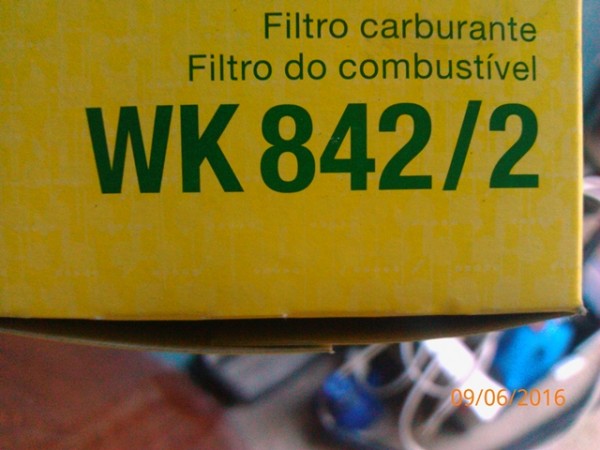 Filtro carburante
Filtro do combustível
WK 842/2
09/06/2016